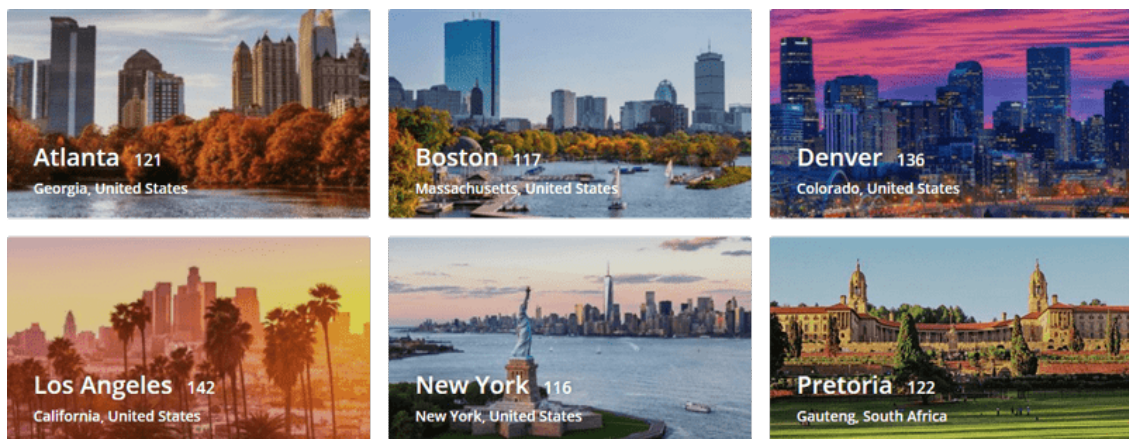 Atlanta 121
Georgia, United States
Boston 117
Massachusetts, United States
Denver 136
Colorado, United States
Los Angeles 142
California, United States
New York 116
New York, United States
Pretoria 122
Gauteng, South Africa